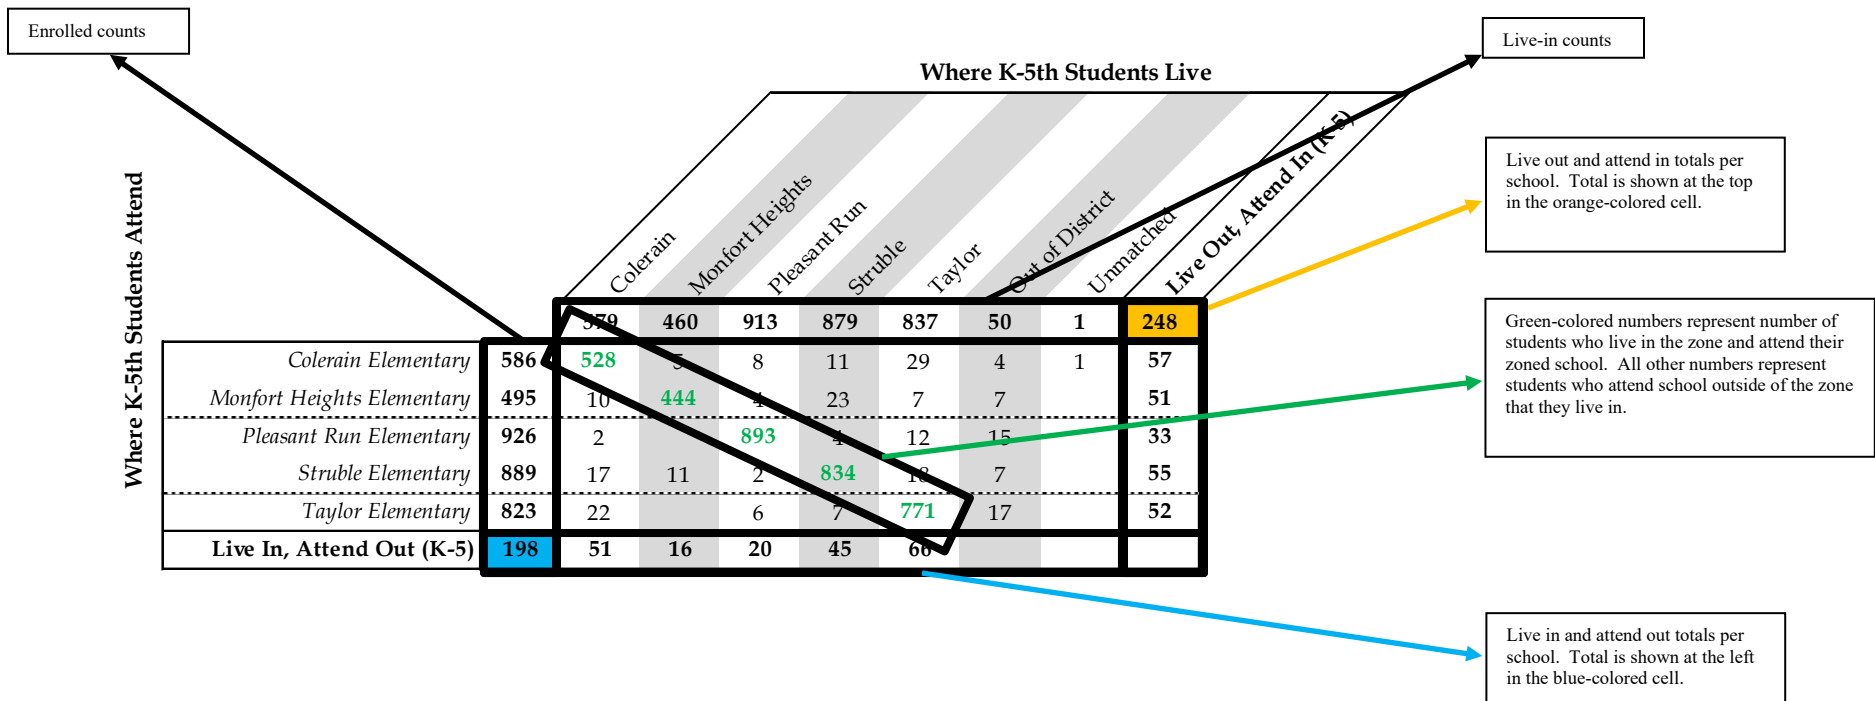 Enrolled counts
Live-in counts
Where K-5th Students Live
Live out and attend in totals per
school.  Total is shown at the top
in the orange-colored cell.
Where K-5th Students Attend
Colerain
Monfort Heights
Pleasant Run
Struble
Taylor
Out of District
Unmatched
Live Out, Attend In (K-5)
579 460 913 879 837 50 1 248
Colerain Elementary 586 528 5 8 11 29 4 1 57
Monfort Heights Elementary 495 10 444 4 23 7 7 51
Pleasant Run Elementary 926 2 893 4 12 15 33
Struble Elementary 889 17 11 2 834 18 7 55
Taylor Elementary 823 22 6 7 771 17 52
Live In, Attend Out (K-5) 198 51 16 20 45 66
Green-colored numbers represent number of
students who live in the zone and attend their
zoned school.  All other numbers represent
students who attend school outside of the zone
that they live in.
Live in and attend out totals per
school.  Total is shown at the left
in the blue-colored cell.